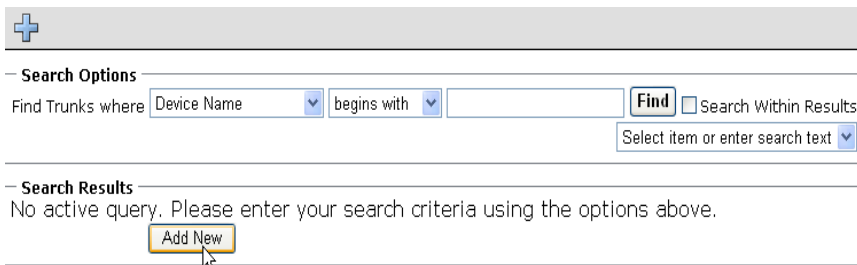 Search Options
Find Trunks where Device Name begins with Find Search Within Results
Select item or enter search text
Search Results
No active query. Please enter your search criteria using the options above.
Add New